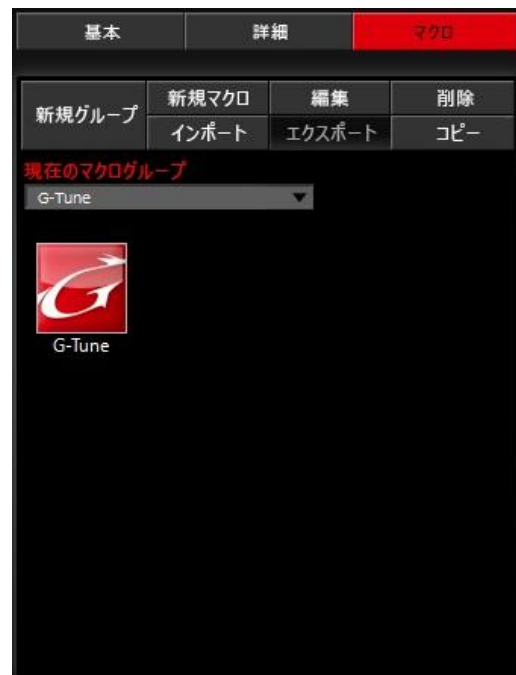 基本 詳細 マクロ
新規グループ 新規マクロ 編集 削除
インポート エクスポート コピー
現在のマクログループ
G-Tune
G-Tune